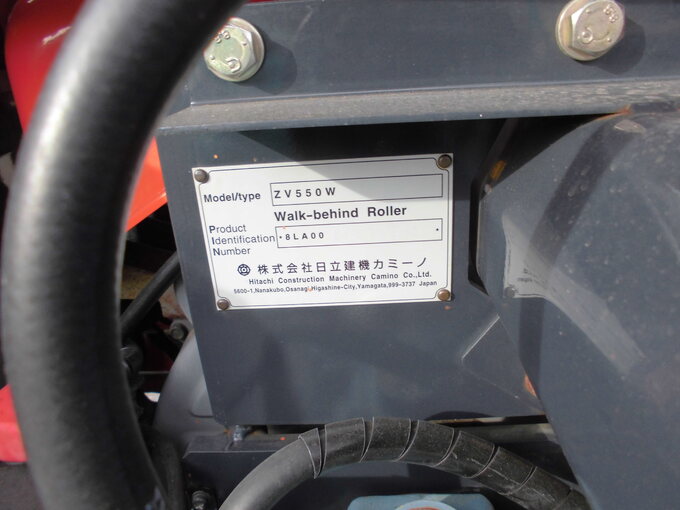 Model/type ZV550W
Walk-behind Roller
Product
Identification
Number
*8LA00 *
株式会社日立建機カミーノ
Hitachi Construction Machinery Camino Co.,Ltd.
5600-1,Nanakubo,Osanagi,Higashine-City,Yamagata,999-3737 Japan